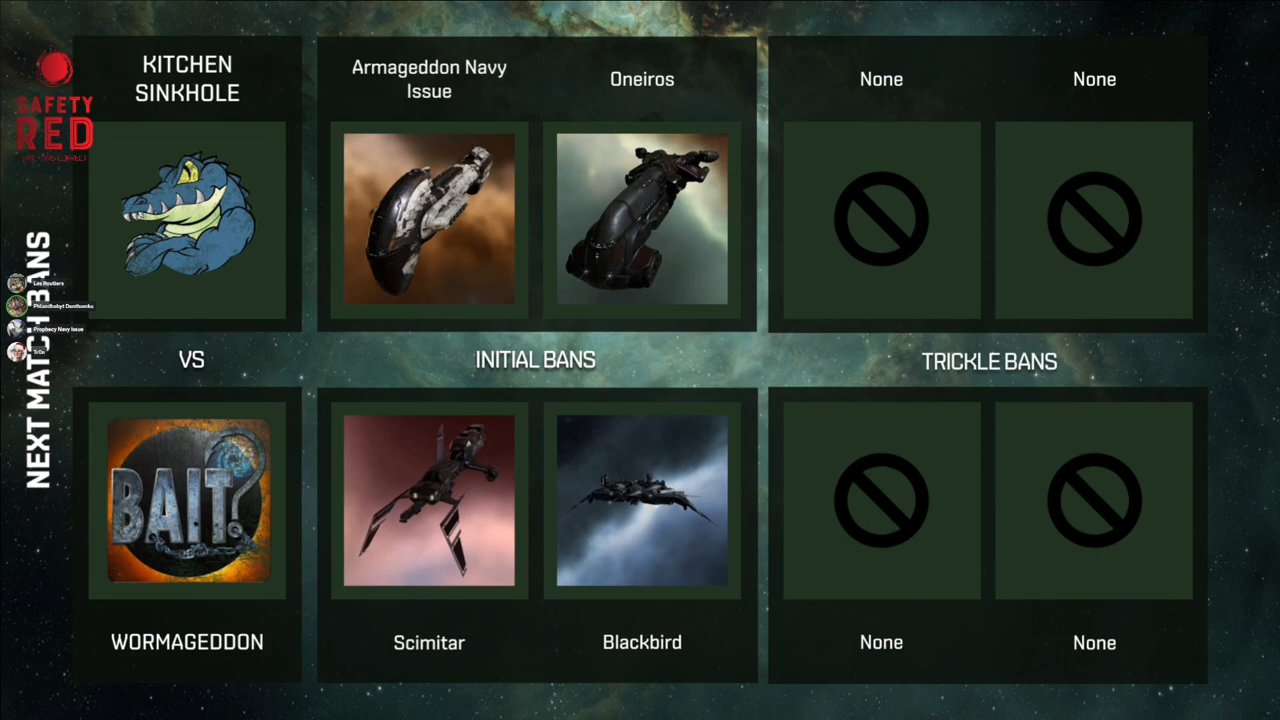 KITCHEN
SINKHOLE
Armageddon Navy
Issue
Oneiros
None
None
SAFETY
RED
NEXT MATCH BANS
Les Routiers
Prophecy Navy Issue
VS
INITIAL BANS
TRICKLE BANS
BAIT?
WORMAGEDDON
Scimitar
Blackbird
None
None